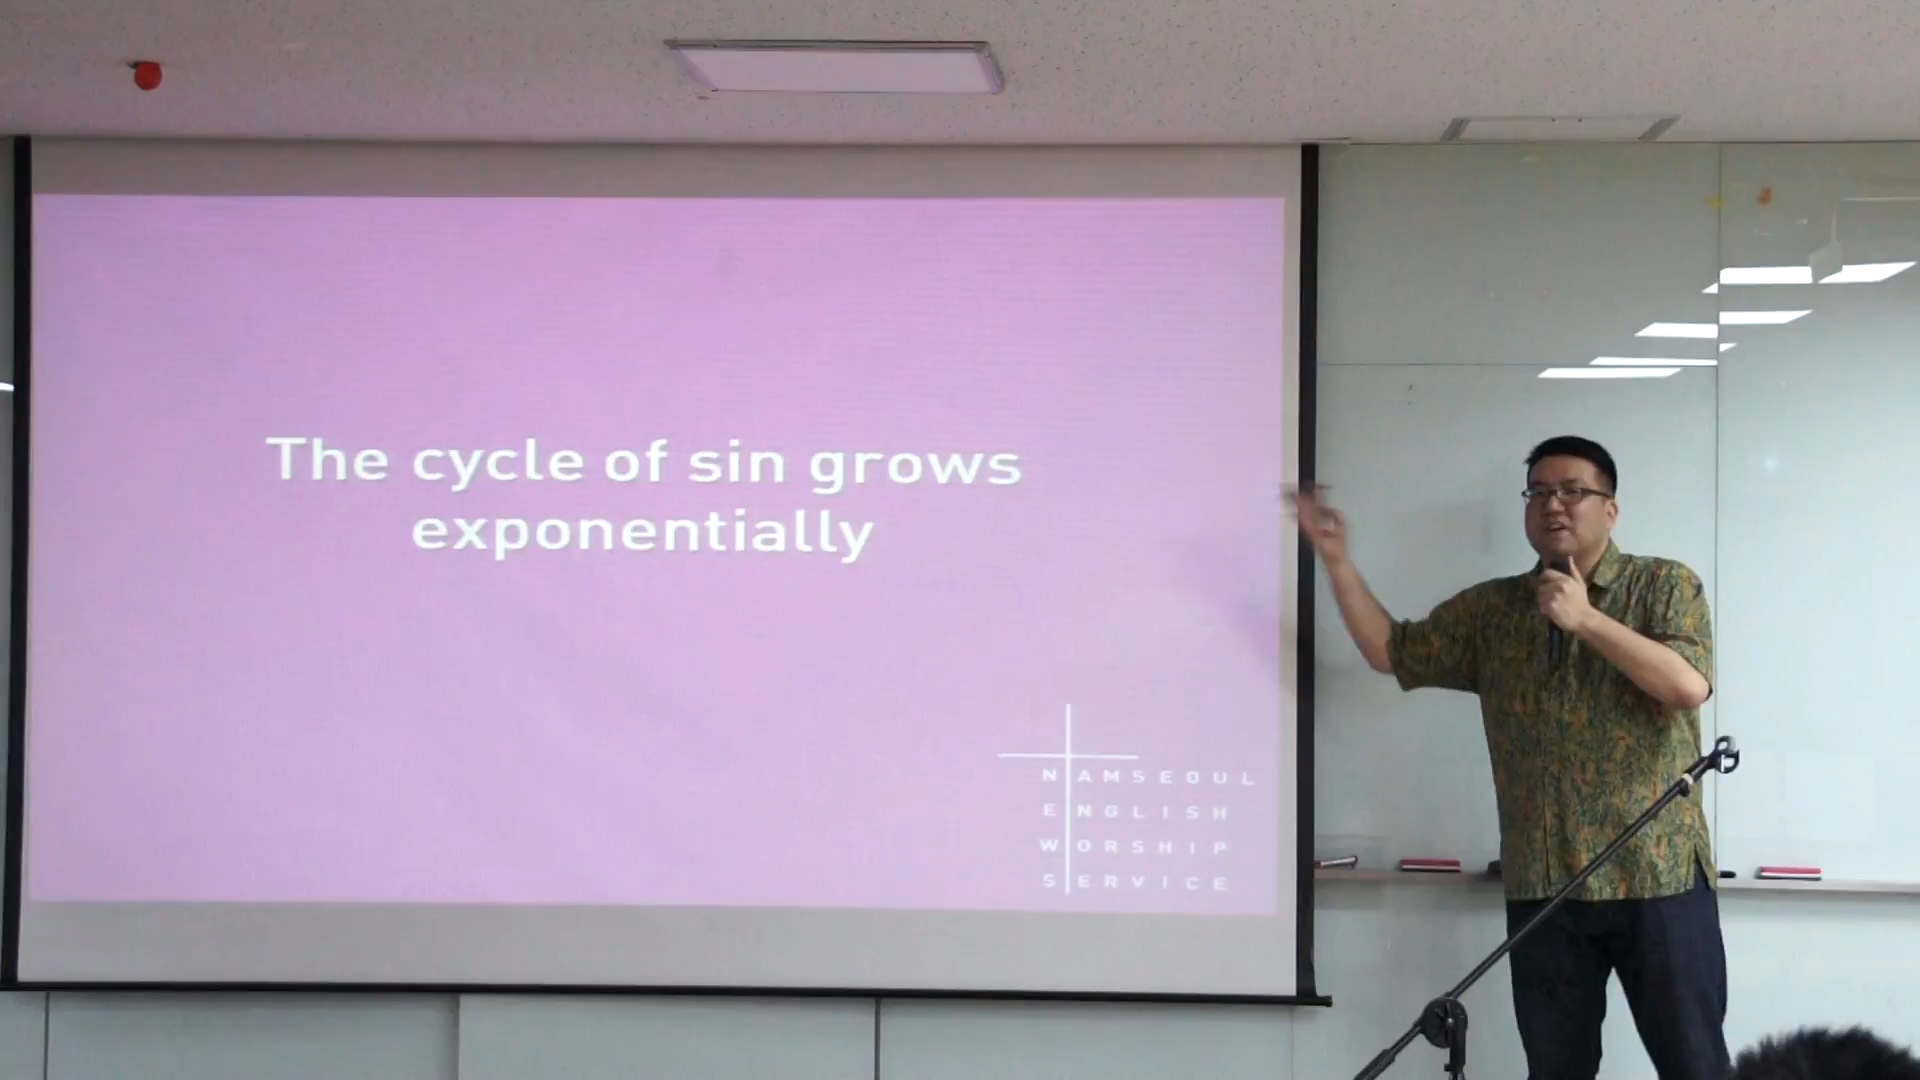 The cycle of sin grows
exponentially
NAMSEOUL
ENGLISH
WORSHIP
SERVICE